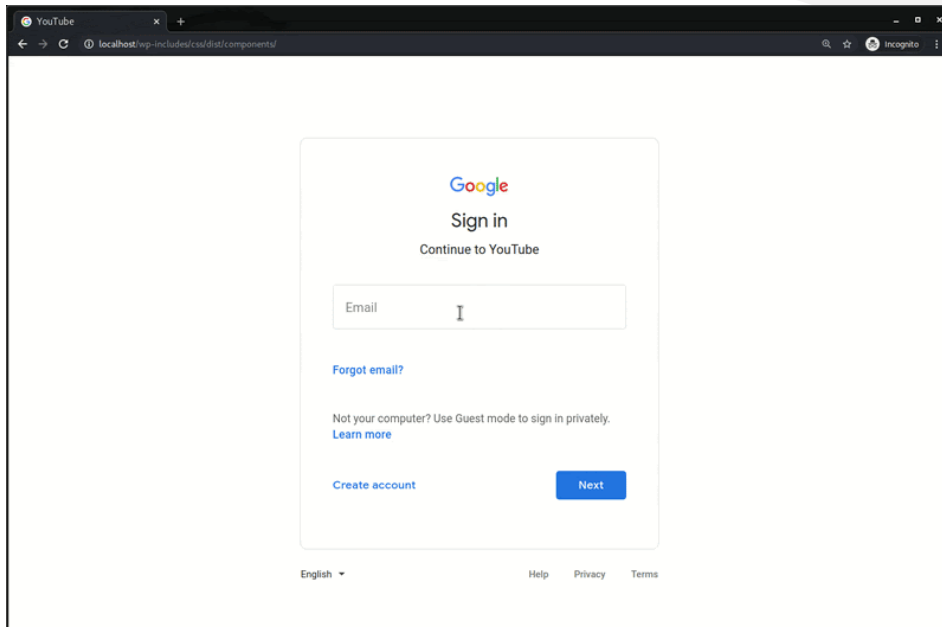 YouTube
localhost/wp-includes/css/dist/components/
Incognito
Google
Sign in
Continue to YouTube
Email
Forgot email?
Not your computer? Use Guest mode to sign in privately.
Learn more
Create account
Next
English
Help Privacy Terms